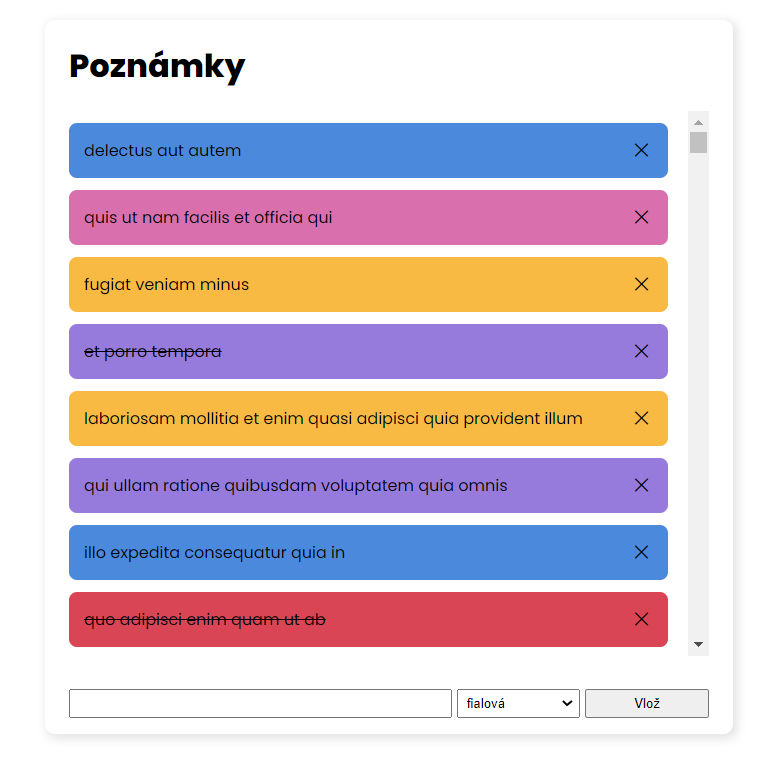 Poznámky
delectus aut autem
quis ut nam facilis et officia qui
fugiat veniam minus
et porro tempora
laboriosam mollitia et enim quasi adipisci quia provident illum
qui ullam ratione quibusdam voluptatem quia omnis
illo expedita consequatur quia in
quo adipisci enim quam ut ab
fialová Vlož